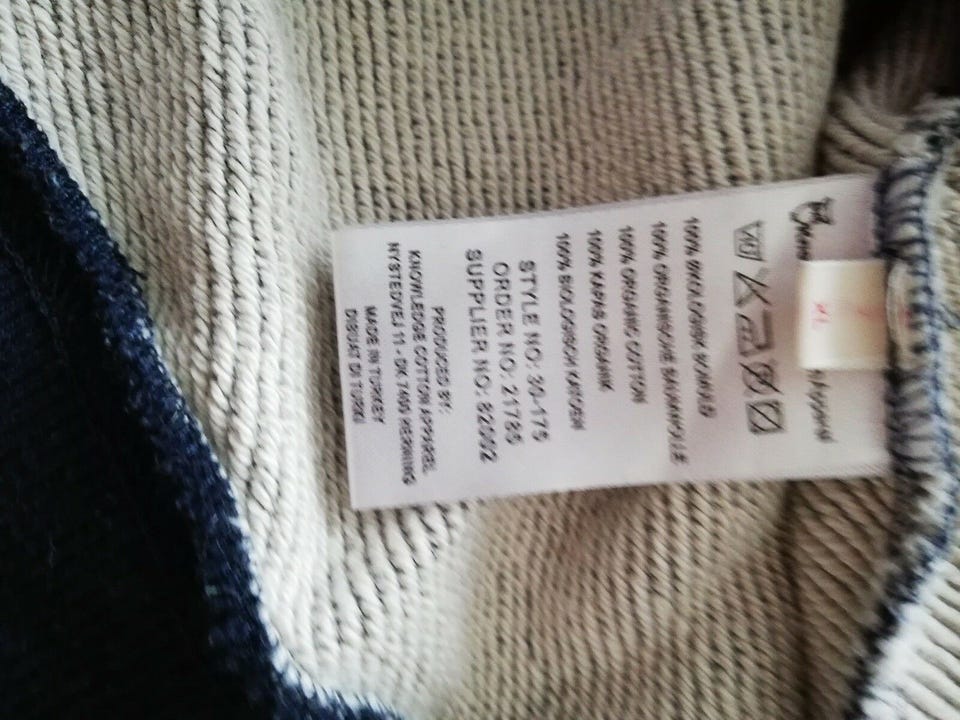 XL
100% ØKOLOGISK BOMULD
100% ORGANISCHE BAUMWOLLE
100% ORGANIC COTTON
100% KAPAS ORGANIK
100% BIOLOGISCH KATOEN
STYLE NO: 30-175
ORDER NO: 21785
SUPPLIER NO: 82002
PRODUCED BY:
KNOWLEDGE COTTON APPAREL
NYSTEDVEJ 11 - DK 7400 HERNING
MADE IN TURKEY
DIBUAT DI TURKI